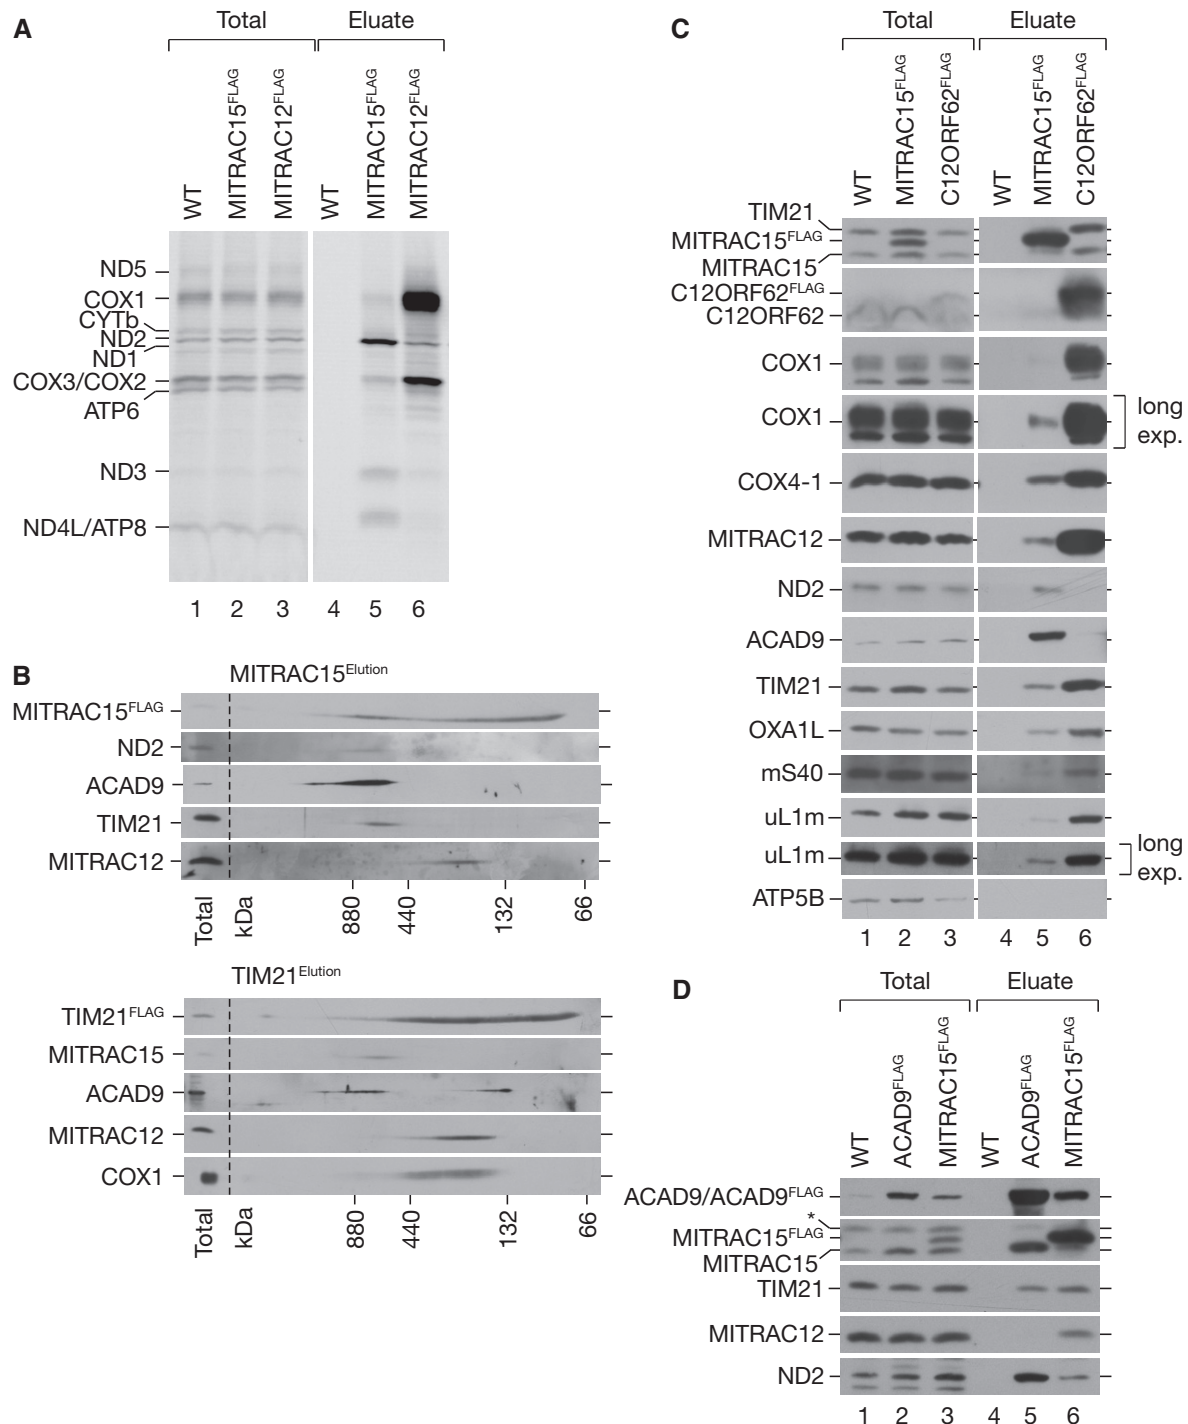 A
Total Eluate
WT MITRAC15FLAG MITRAC12FLAG WT MITRAC15FLAG MITRAC12FLAG
ND5
COX1
CYTb
ND2
ND1
COX3/COX2
ATP6
ND3
ND4L/ATP8
1 2 3 4 5 6
B
MITRAC15Elution
MITRAC15FLAG
ND2
ACAD9
TIM21
MITRAC12
Total kDa 880 440 132 66
TIM21Elution
TIM21FLAG
MITRAC15
ACAD9
MITRAC12
COX1
Total kDa 880 440 132 66
C
Total Eluate
WT MITRAC15FLAG C12ORF62FLAG WT MITRAC15FLAG C12ORF62FLAG
TIM21
MITRAC15FLAG
MITRAC15
C12ORF62FLAG
C12ORF62
COX1
COX1 long
exp.
COX4-1
MITRAC12
ND2
ACAD9
TIM21
OXA1L
mS40
uL1m
uL1m long
exp.
ATP5B
1 2 3 4 5 6
D
Total Eluate
WT ACAD9FLAG MITRAC15FLAG WT ACAD9FLAG MITRAC15FLAG
ACAD9/ACAD9FLAG
*
MITRAC15FLAG
MITRAC15
TIM21
MITRAC12
ND2
1 2 3 4 5 6